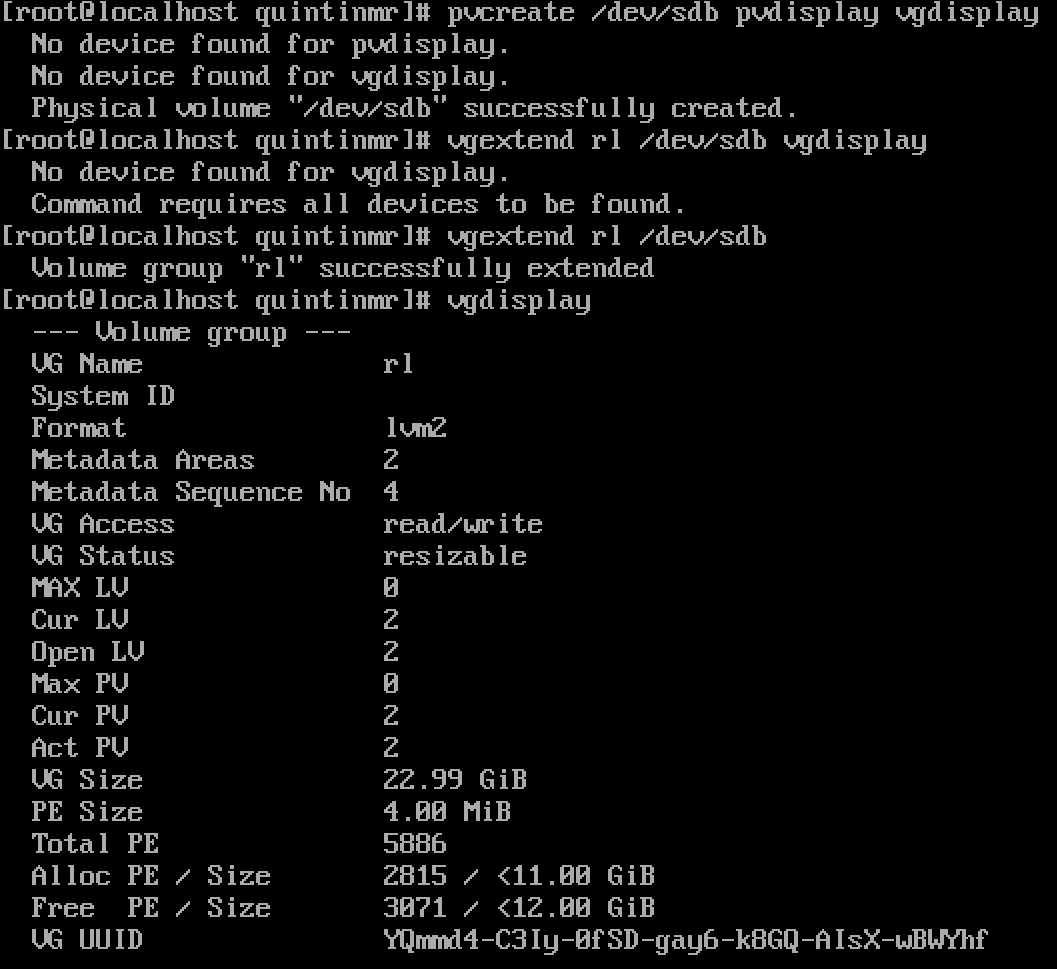 [root@localhost quintinmr]# pvcreate /dev/sdb pvdisplay vgdisplay
  No device found for pvdisplay.
  No device found for vgdisplay.
  Physical volume "/dev/sdb" successfully created.
[root@localhost quintinmr]# vgextend rl /dev/sdb vgdisplay
  No device found for vgdisplay.
  Command requires all devices to be found.
[root@localhost quintinmr]# vgextend rl /dev/sdb
  Volume group "rl" successfully extended
[root@localhost quintinmr]# vgdisplay
  --- Volume group ---
  VG Name               rl
  System ID
  Format                lvm2
  Metadata Areas        2
  Metadata Sequence No  4
  VG Access             read/write
  VG Status             resizable
  MAX LV                0
  Cur LV                2
  Open LV               2
  Max PV                0
  Cur PV                2
  Act PV                2
  VG Size               22.99 GiB
  PE Size               4.00 MiB
  Total PE              5886
  Alloc PE / Size       2815 / <11.00 GiB
  Free  PE / Size       3071 / <12.00 GiB
  VG UUID               YQmmd4-C3Iy-0fSD-gay6-k8GQ-AIsX-wBWYhf